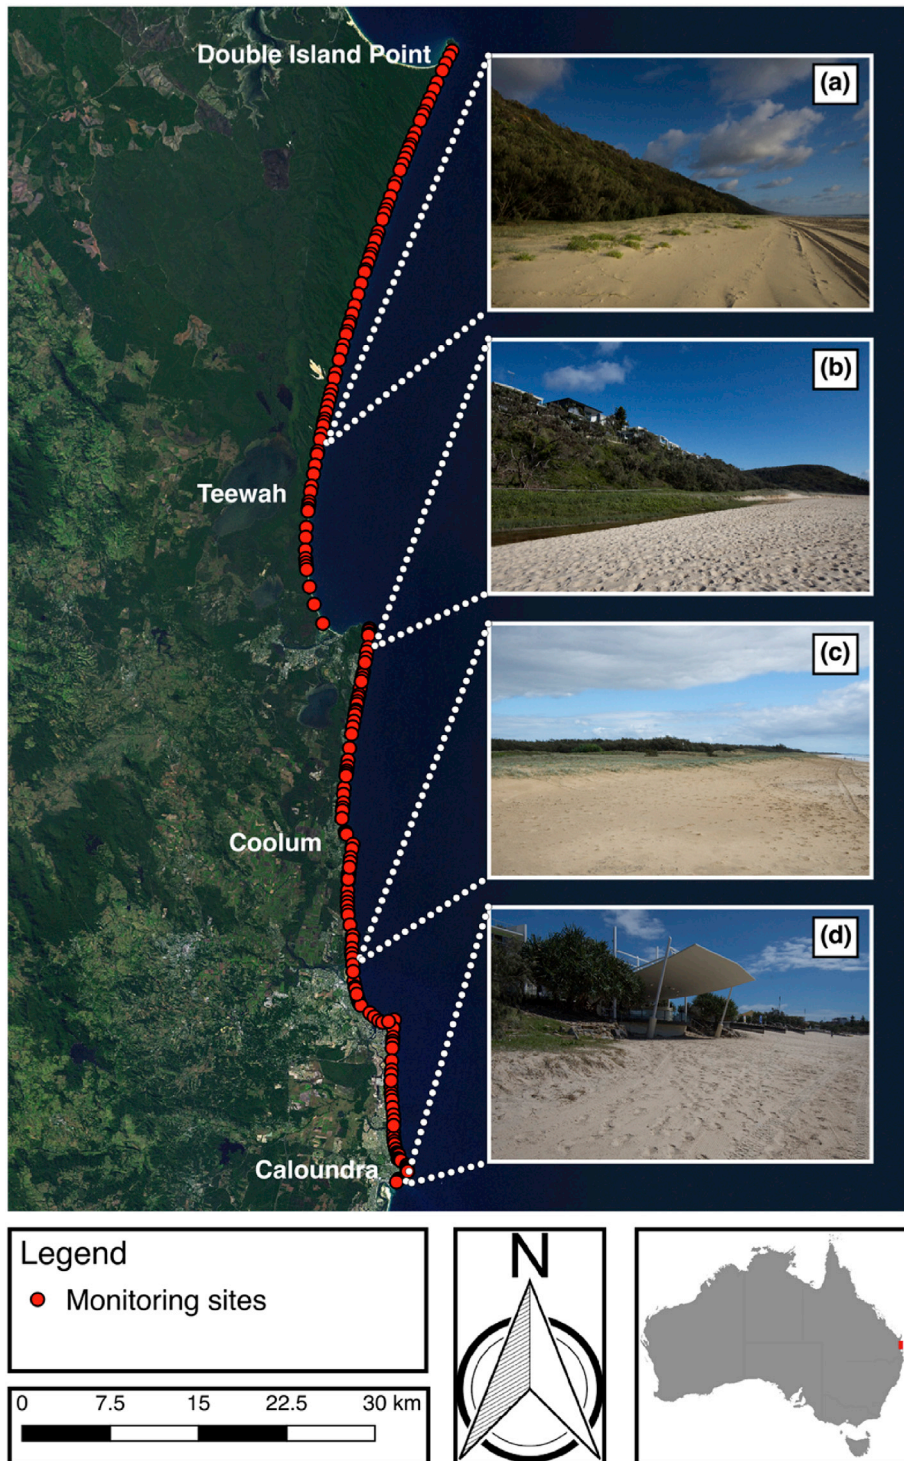 Double Island Point
(a)
(b)
Teewah
(c)
Coolum
(d)
Caloundra
Legend
Monitoring sites
N
0 7.5 15 22.5 30 km